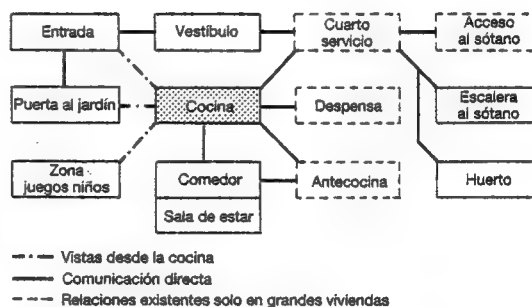 Entrada
Vestíbulo
Cuarto
servicio
Acceso
al sótano
Puerta al jardín
Cocina
Despensa
Escalera
al sótano
Zona
juegos niños
Comedor
Antecocina
Huerto
Sala de estar
Vistas desde la cocina
Comunicación directa
Relaciones existentes solo en grandes viviendas